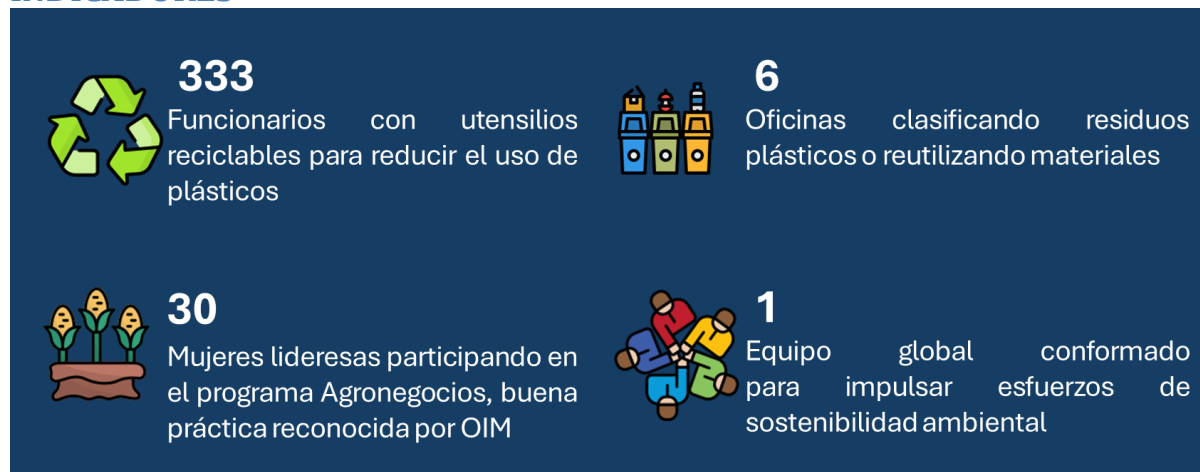 INDICADORES
333
Funcionarios con utensilios
reciclables para reducir el uso de
plásticos
6
Oficinas clasificando residuos
plásticos o reutilizando materiales
30
Mujeres lideresas participando en
el programa Agronegocios, buena
práctica reconocida por OIM
1
Equipo global conformado
para impulsar esfuerzos de
sostenibilidad ambiental